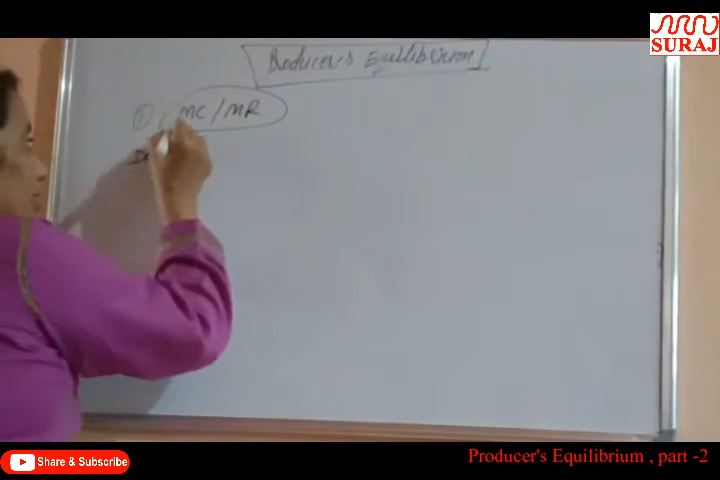 SURAJ
Producer's Equilibrium
① MC/MR
Share & Subscribe
Producer's Equilibrium , part -2